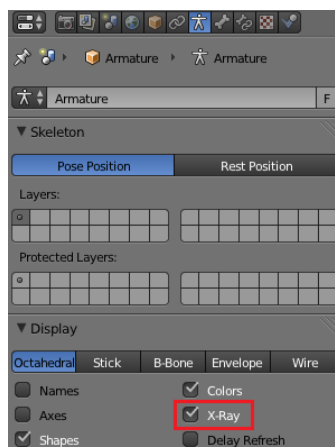 Armature Armature
Armature F
Skeleton
Pose Position Rest Position
Layers:
Protected Layers:
Display
Octahedral Stick B-Bone Envelope Wire
Names Colors
Axes X-Ray
Shapes Delay Refresh